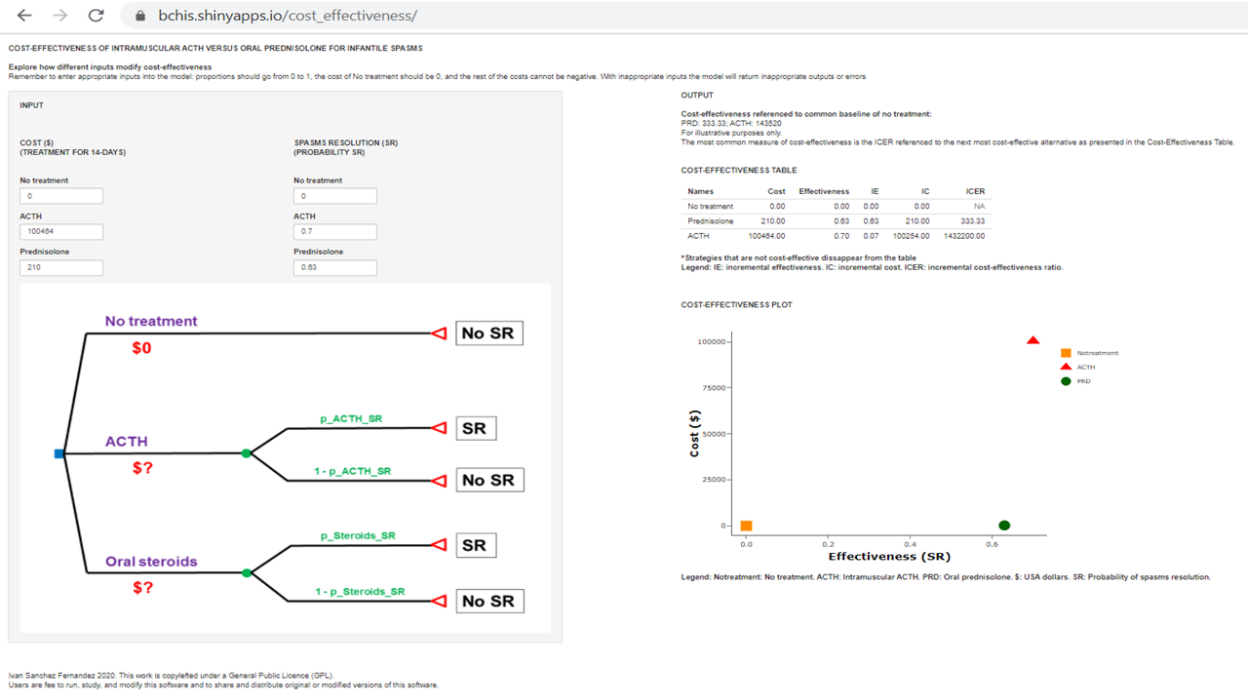 bchis.shinyapps.io/cost_effectiveness/
COST-EFFECTIVENESS OF INTRAMUSCULAR ACTH VERSUS ORAL PREDNISOLONE FOR INFANTILE SPASMS
Explore how different inputs modify cost-effectiveness
Remember to enter appropriate inputs into the model: proportions should go from 0 to 1, the cost of No treatment should be 0, and the rest of the costs cannot be negative. With inappropriate inputs the model will return inappropriate outputs or errors
INPUT
COST ($)
(TREATMENT FOR 14-DAYS)
SPASMS RESOLUTION (SR)
(PROBABILITY SR)
No treatment
0
No treatment
0
ACTH
100464
ACTH
0.7
Prednisolone
210
Prednisolone
0.63
No treatment
$0
No SR
ACTH
$?
p_ACTH_SR
SR
1 - p_ACTH_SR
No SR
Oral steroids
$?
p_Steroids_SR
SR
1 - p_Steroids_SR
No SR
OUTPUT
Cost-effectiveness referenced to common baseline of no treatment:
PRD: 333.33; ACTH: 143520
For illustrative purposes only.
The most common measure of cost-effectiveness is the ICER referenced to the next most cost-effective alternative as presented in the Cost-Effectiveness Table.
COST-EFFECTIVENESS TABLE
Names Cost Effectiveness IE IC ICER
No treatment 0.00 0.00 0.00 0.00 NA
Prednisolone 210.00 0.63 0.63 210.00 333.33
ACTH 100464.00 0.70 0.07 100254.00 1432200.00
*Strategies that are not cost-effective dissappear from the table
Legend: IE: incremental effectiveness. IC: incremental cost. ICER: incremental cost-effectiveness ratio.
COST-EFFECTIVENESS PLOT
100000
75000
50000
25000
0
Cost ($)
0.0 0.2 0.4 0.6
Effectiveness (SR)
Notreatment
ACTH
PRD
Legend: Notreatment: No treatment. ACTH: Intramuscular ACTH. PRD: Oral prednisolone. $: USA dollars. SR: Probability of spasms resolution.
Ivan Sanchez Fernandez 2020. This work is copylefted under a General Public Licence (GPL).
Users are fee to run, study, and modify this software and to share and distribute original or modified versions of this software.